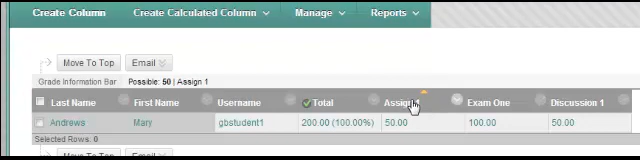 Create Column Create Calculated Column Manage Reports
Move To Top Email
Grade Information Bar Possible: 50 | Assign 1
Last Name First Name Username Total Assign Exam One Discussion 1
Andrews Mary gbstudent1 200.00 (100.00%) 50.00 100.00 50.00
Selected Rows: 0
Move To Top Email